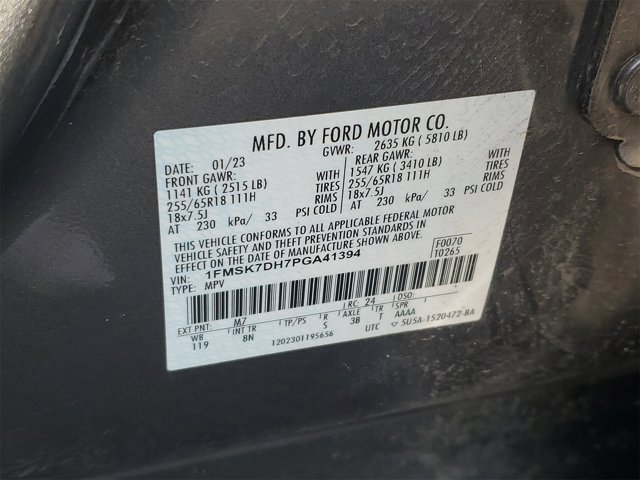 MFD. BY FORD MOTOR CO.
DATE: 01/23 GVWR: 2635 KG ( 5810 LB)
FRONT GAWR: REAR GAWR:
1141 KG ( 2515 LB) WITH 1547 KG ( 3410 LB) WITH
255/65R18 111H TIRES 255/65R18 111H TIRES
18x7.5J RIMS 18x7.5J RIMS
AT 230 kPa/ 33 PSI COLD AT 230 kPa/ 33 PSI COLD
THIS VEHICLE CONFORMS TO ALL APPLICABLE FEDERAL MOTOR
VEHICLE SAFETY AND THEFT PREVENTION STANDARDS IN
EFFECT ON THE DATE OF MANUFACTURE SHOWN ABOVE.
VIN: 1FMSK7DH7PGA41394 F0070
TYPE: MPV T0265
EXT PNT: M7 RC: 24 DSO:
WB INT TR TP/PS R AXLE TR SPR
119 8N S 3B T AAAA
1202301195656 UTC ▽ 5U5A-1520472-BA